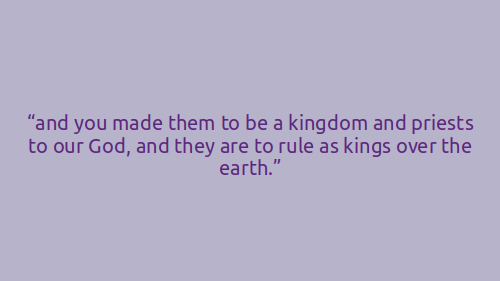 “and you made them to be a kingdom and priests
to our God, and they are to rule as kings over the
earth.”